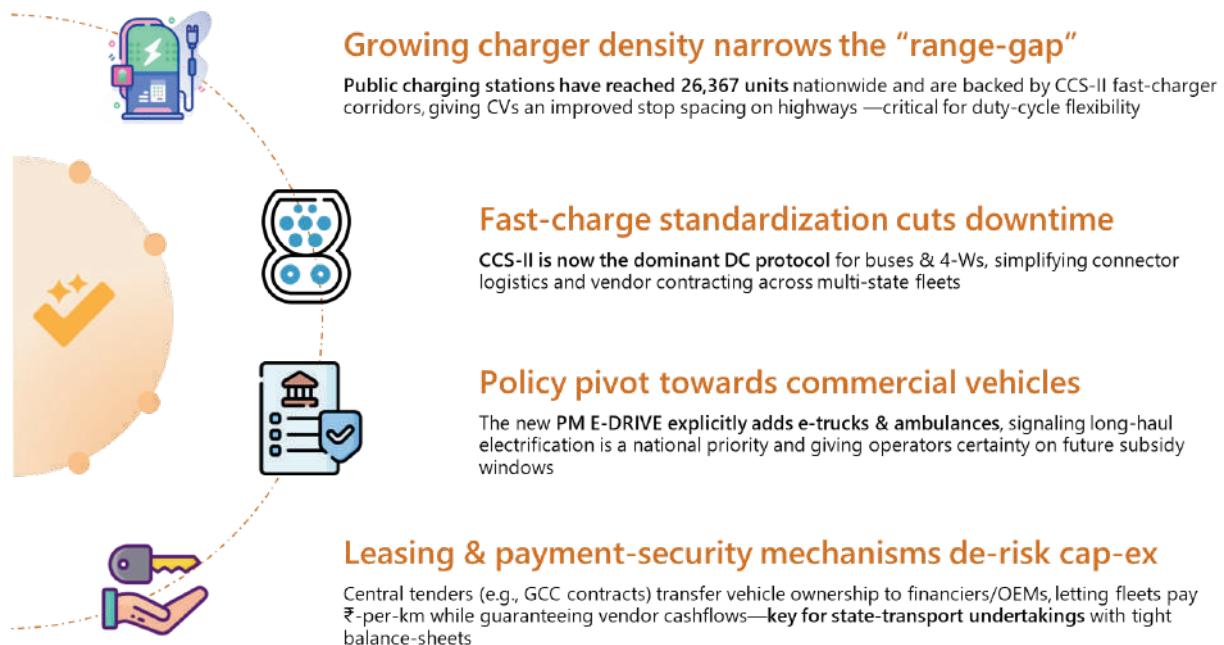 Growing charger density narrows the “range-gap”
Public charging stations have reached 26,367 units nationwide and are backed by CCS-II fast-charger
corridors, giving CVs an improved stop spacing on highways —critical for duty-cycle flexibility
Fast-charge standardization cuts downtime
CCS-II is now the dominant DC protocol for buses & 4-Ws, simplifying connector
logistics and vendor contracting across multi-state fleets
Policy pivot towards commercial vehicles
The new PM E-DRIVE explicitly adds e-trucks & ambulances, signaling long-haul
electrification is a national priority and giving operators certainty on future subsidy
windows
Leasing & payment-security mechanisms de-risk cap-ex
Central tenders (e.g., GCC contracts) transfer vehicle ownership to financiers/OEMs, letting fleets pay
₹-per-km while guaranteeing vendor cashflows—key for state-transport undertakings with tight
balance-sheets